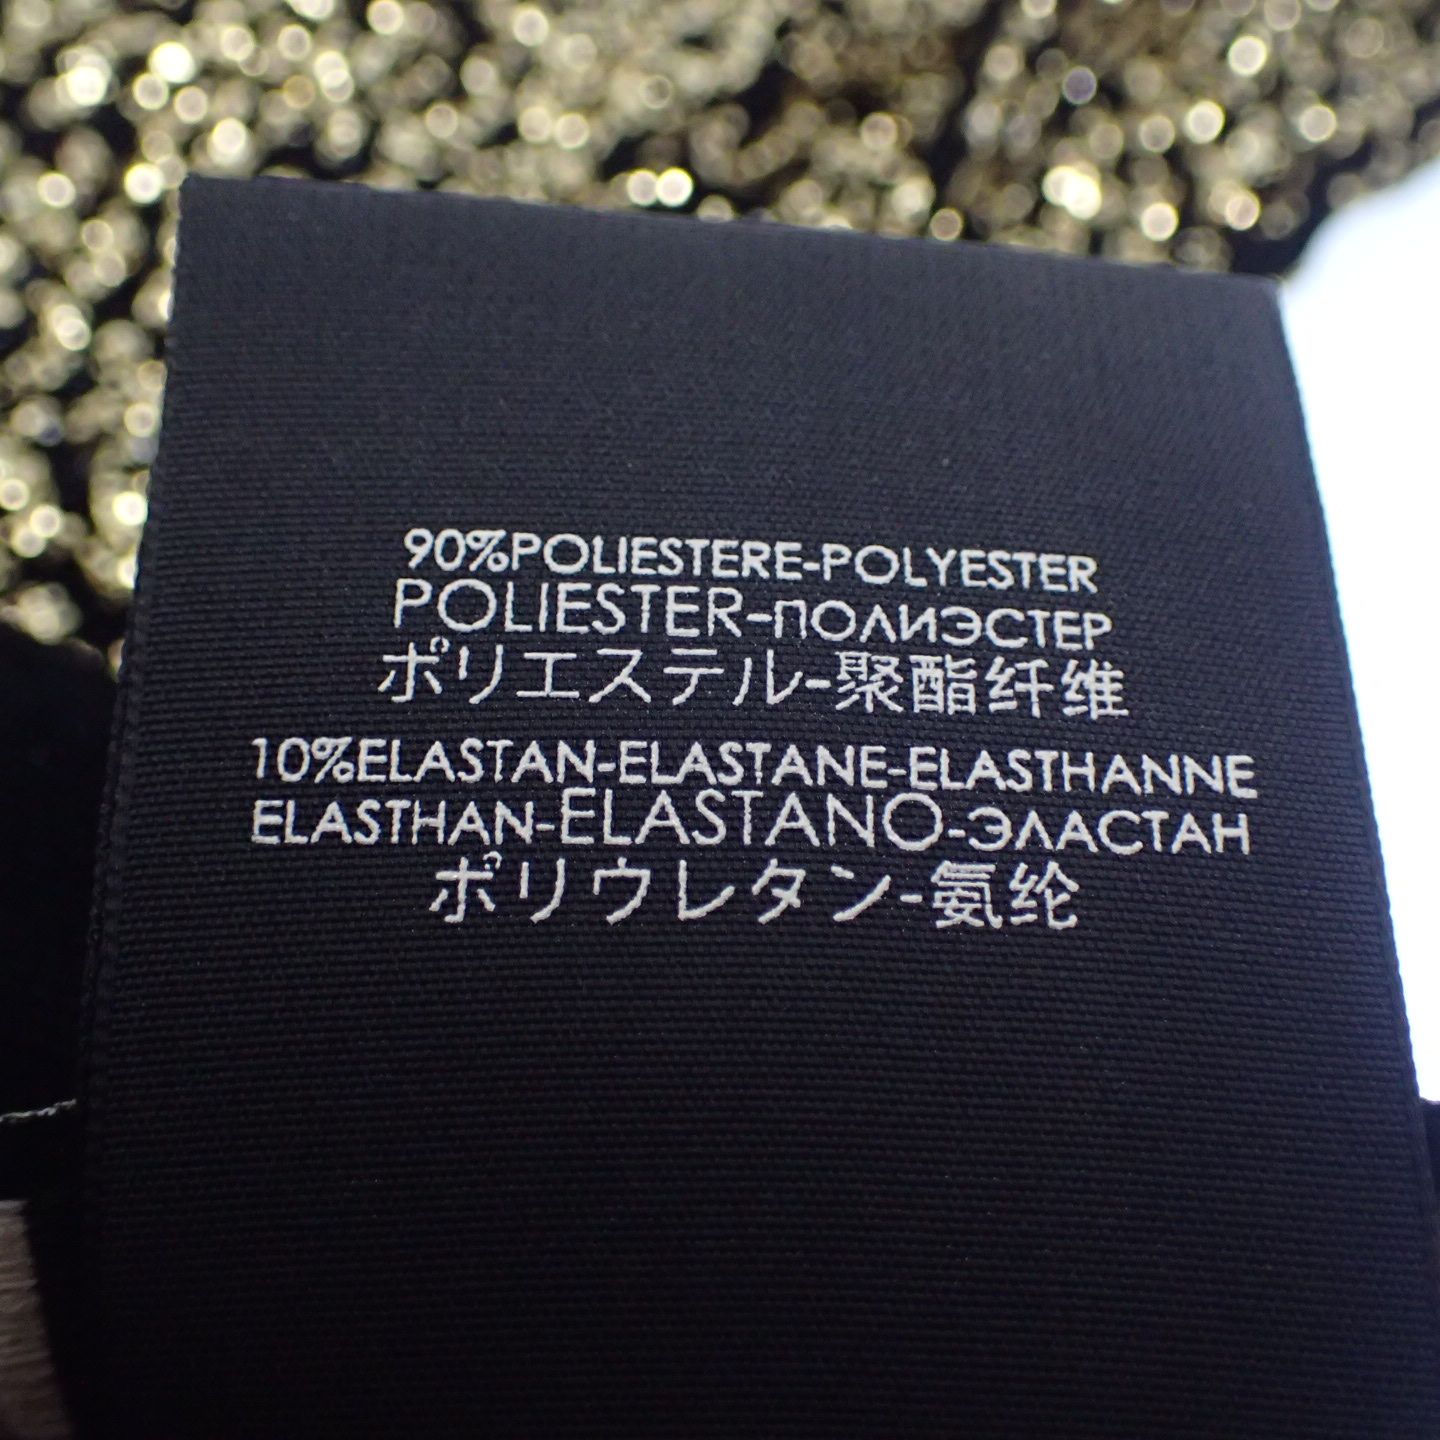 90%POLIESTERE-POLYESTER
POLIESTER-ПОЛИЭСТЕР
ポリエステル-聚酯纤维
10%ELASTAN-ELASTANE-ELASTHANNE
ELASTHAN-ELASTANO-ЭЛАСТАН
ポリウレタン-氨纶